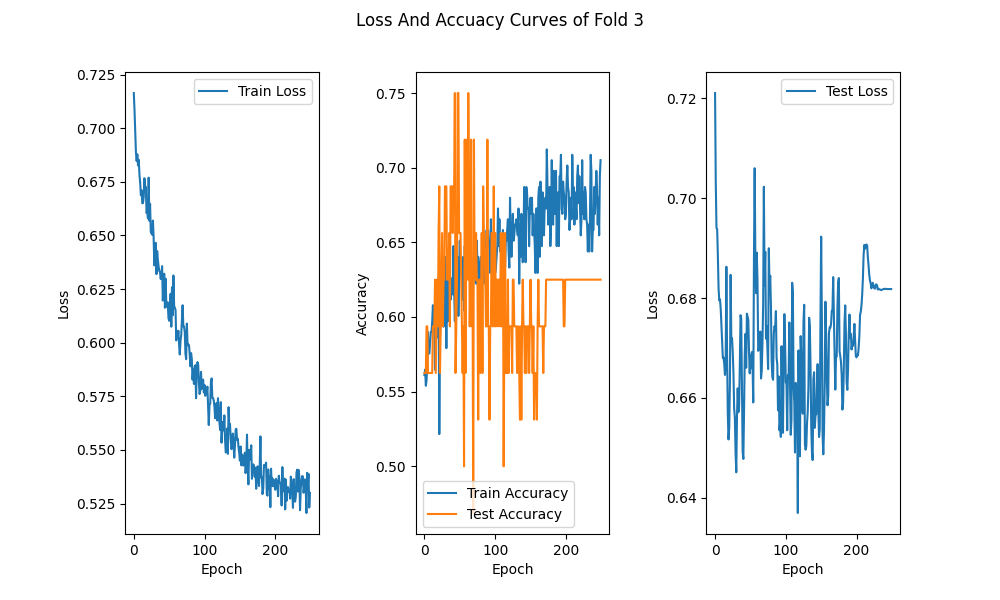 Loss And Accuacy Curves of Fold 3
Train Loss
0.725
0.700
0.675
0.650
0.625
0.600
0.575
0.550
0.525
Loss
0 100 200
Epoch
0.75
0.70
0.65
0.60
0.55
0.50
Accuracy
Train Accuracy
Test Accuracy
0 100 200
Epoch
Test Loss
0.72
0.70
0.68
0.66
0.64
Loss
0 100 200
Epoch